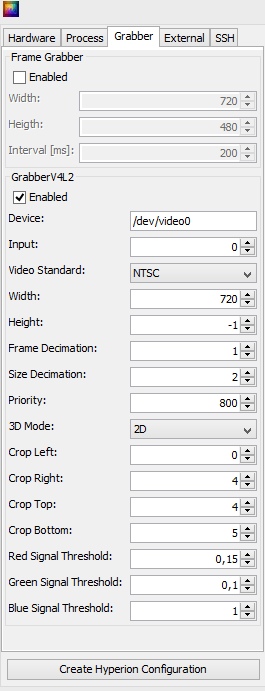 Hardware Process Grabber External SSH
Frame Grabber
Enabled
Width: 720
Heigth: 480
Interval [ms]: 200
GrabberV4L2
Enabled
Device: /dev/video0
Input: 0
Video Standard: NTSC
Width: 720
Height: -1
Frame Decimation: 1
Size Decimation: 2
Priority: 800
3D Mode: 2D
Crop Left: 0
Crop Right: 4
Crop Top: 4
Crop Bottom: 5
Red Signal Threshold: 0,15
Green Signal Threshold: 0,1
Blue Signal Threshold: 1
Create Hyperion Configuration